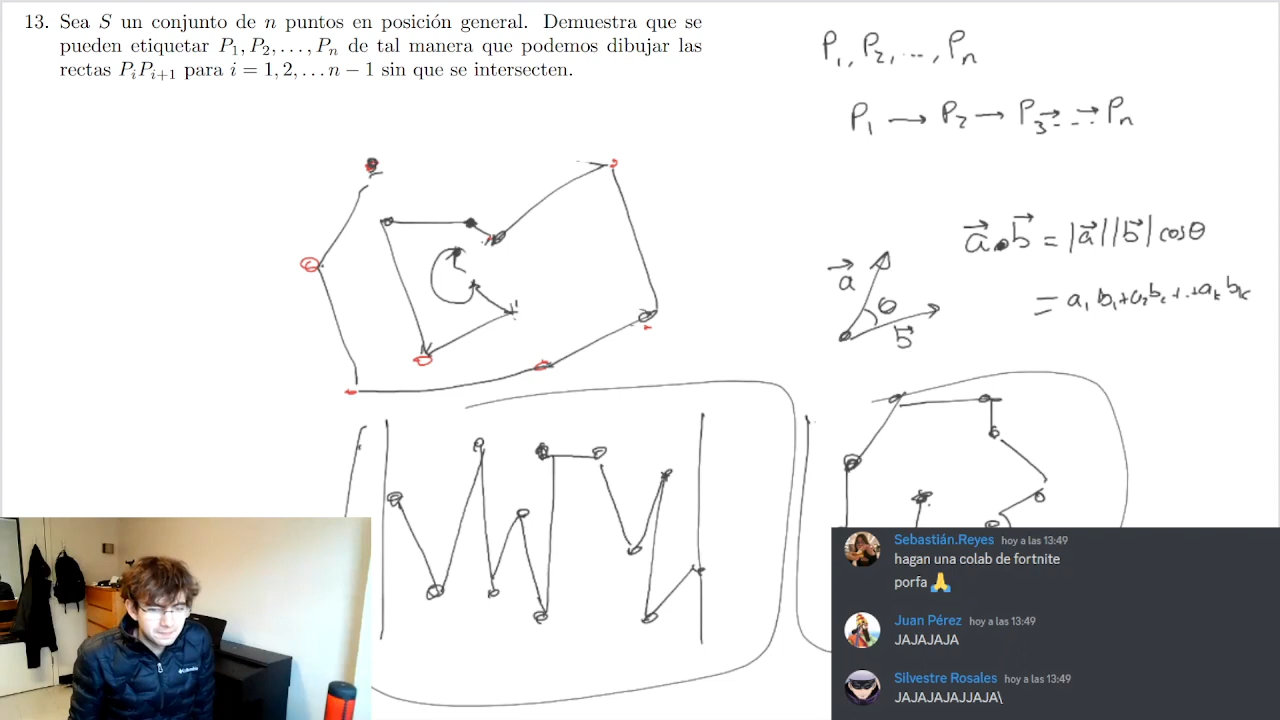 13. Sea S un conjunto de n puntos en posición general. Demuestra que se
pueden etiquetar P₁, P₂, . . . , Pₙ de tal manera que podemos dibujar las
rectas PᵢPᵢ₊₁ para i = 1, 2, . . . n − 1 sin que se intersecten.
P₁, P₂, ..., Pₙ
P₁ → P₂ → P₃ → ... → Pₙ
a⃗ • b⃗ = |a⃗||b⃗| cosθ
= a₁b₁+a₂b₂+...+aₖbₖ
a⃗
θ
b⃗
Sebastián.Reyes hoy a las 13:49
hagan una colab de fortnite
porfa 🙏
Juan Pérez hoy a las 13:49
JAJAJAJA
Silvestre Rosales hoy a las 13:49
JAJAJAJAJJAJA\